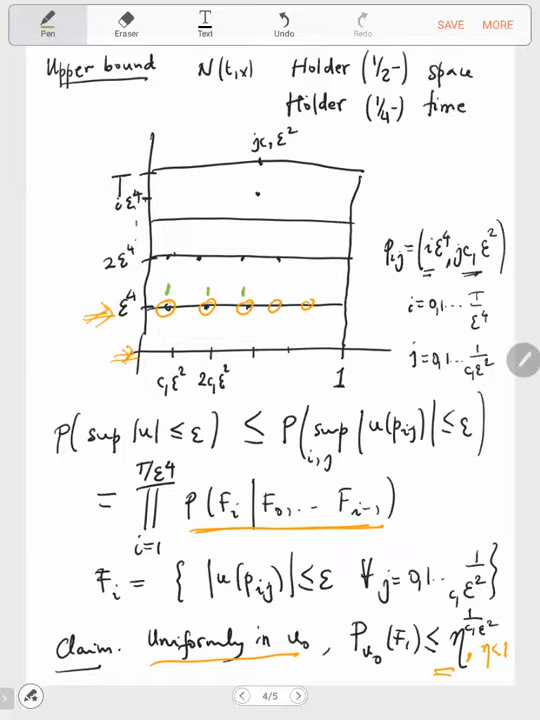 Pen Eraser Text Undo Redo SAVE MORE
Upper bound N(t,x) Holder (1/2-) space
Holder (1/4-) time
jc₁ε²
T
iε⁴
2ε⁴
ε⁴
p_ij = (iε⁴, jc₁ε²)
i=0,1... T/ε⁴
j=0,1... 1/c₁ε²
c₁ε² 2c₁ε² 1
P(sup |u| ≤ ε) ≤ P(sup_{i,j} |u(p_ij)| ≤ ε)
= ∏_{i=1}^{T/ε⁴} P(F_i | F_0, ... F_{i-1})
F_i = { |u(p_ij)| ≤ ε ∀ j=0,1... 1/c₁ε² }
Claim. Uniformly in u₀, P_{u₀}(F₁) ≤ η^{1/c₁ε²}, η<1
4/5